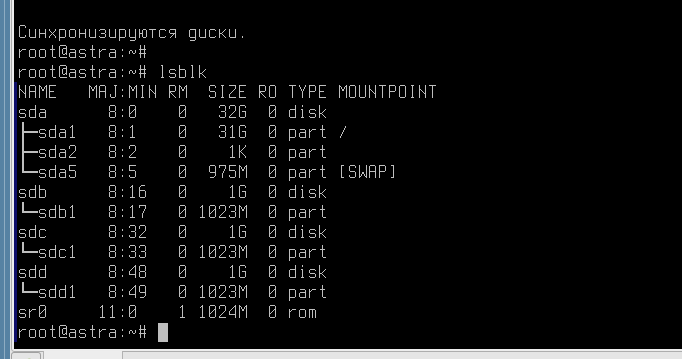 Синхронизируются диски.
root@astra:~#
root@astra:~# lsblk
NAME   MAJ:MIN RM  SIZE RO TYPE MOUNTPOINT
sda      8:0    0   32G  0 disk
├─sda1   8:1    0   31G  0 part /
├─sda2   8:2    0    1K  0 part
└─sda5   8:5    0  975M  0 part [SWAP]
sdb      8:16   0    1G  0 disk
└─sdb1   8:17   0 1023M  0 part
sdc      8:32   0    1G  0 disk
└─sdc1   8:33   0 1023M  0 part
sdd      8:48   0    1G  0 disk
└─sdd1   8:49   0 1023M  0 part
sr0     11:0    1 1024M  0 rom
root@astra:~#